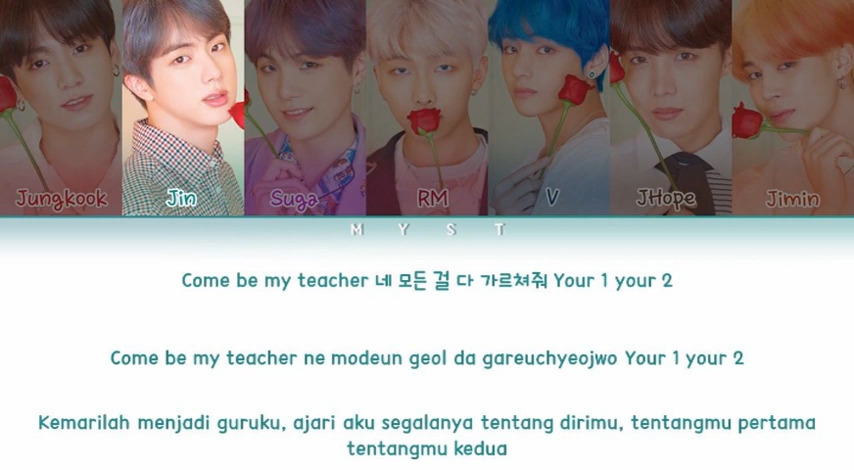 Jungkook Jin Suga RM V JHope Jimin
M Y S T
Come be my teacher 네 모든 걸 다 가르쳐줘 Your 1 your 2
Come be my teacher ne modeun geol da gareuchyeojwo Your 1 your 2
Kemarilah menjadi guruku, ajari aku segalanya tentang dirimu, tentangmu pertama
tentangmu kedua